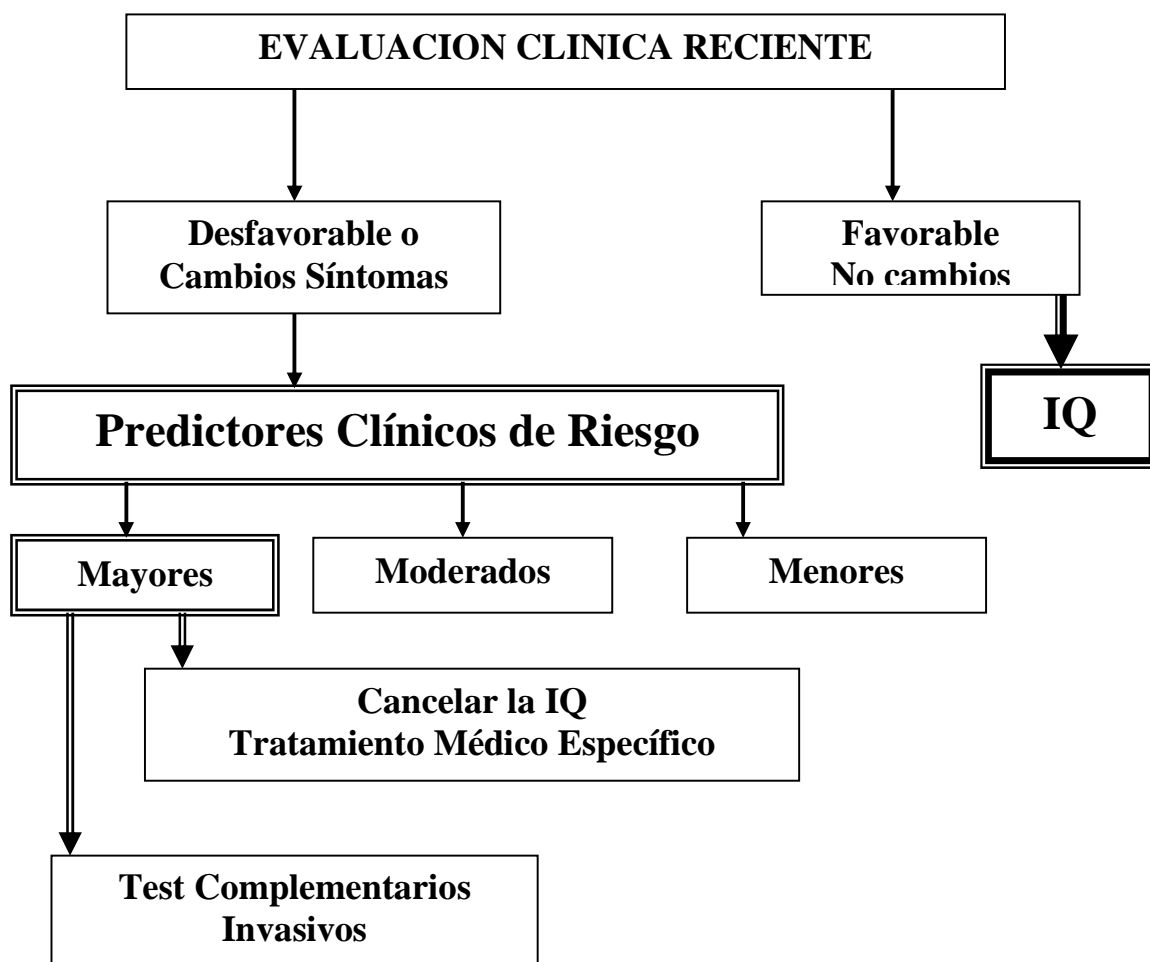 EVALUACION CLINICA RECIENTE
Desfavorable o
Cambios Síntomas
Favorable
No cambios
Predictores Clínicos de Riesgo
IQ
Mayores
Moderados
Menores
Cancelar la IQ
Tratamiento Médico Específico
Test Complementarios
Invasivos